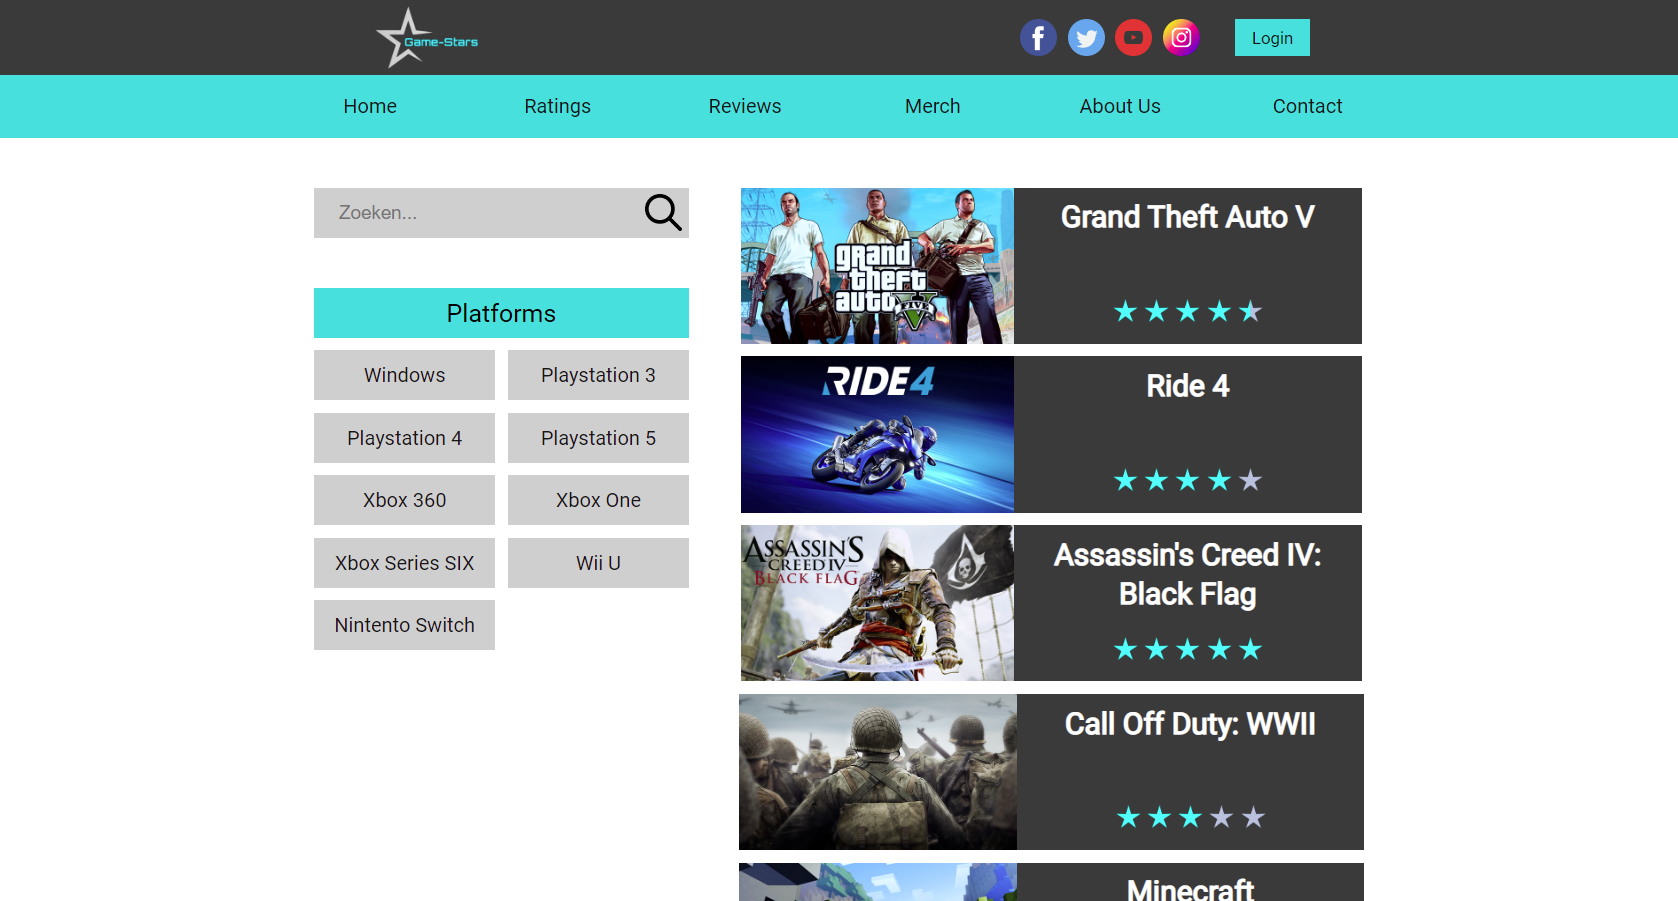 Game-Stars
Login
Home
Ratings
Reviews
Merch
About Us
Contact
Zoeken...
Platforms
Windows
Playstation 3
Playstation 4
Playstation 5
Xbox 360
Xbox One
Xbox Series SIX
Wii U
Nintento Switch
grand
theft
auto
FIVE
V
Grand Theft Auto V
RIDE 4
Ride 4
ASSASSIN'S
CREED IV
BLACK FLAG
Assassin's Creed IV:
Black Flag
Call Off Duty: WWII
Minecraft